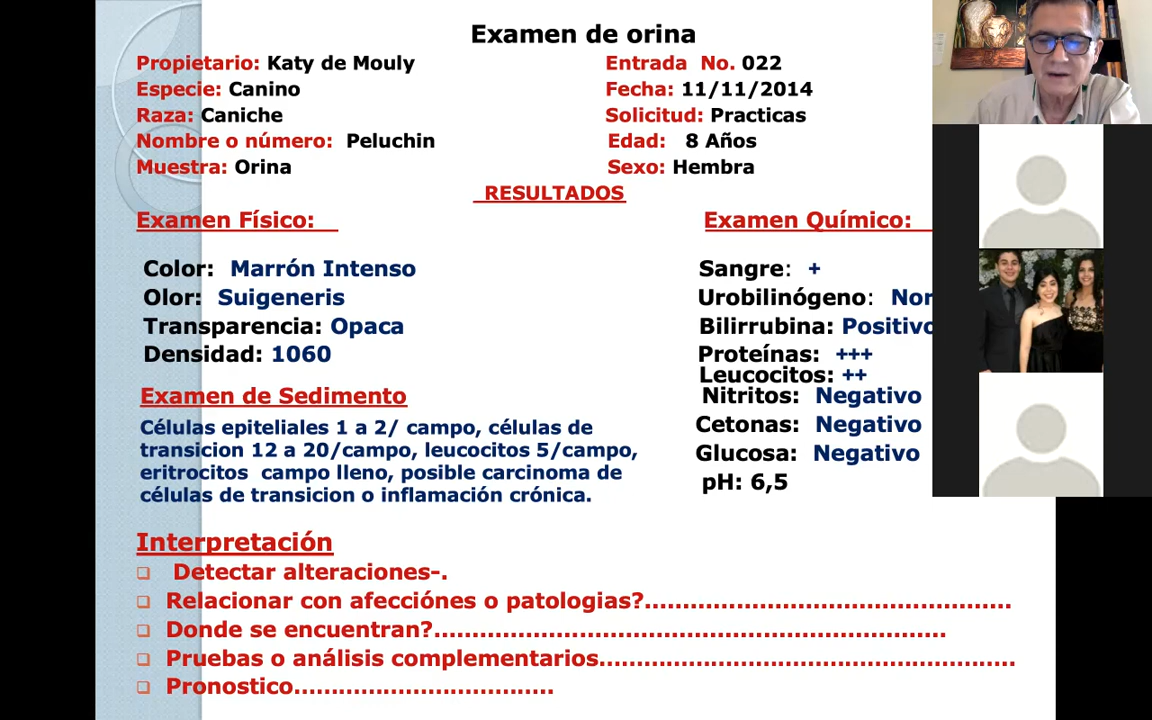 Examen de orina
Propietario: Katy de Mouly
Entrada No. 022
Especie: Canino
Fecha: 11/11/2014
Raza: Caniche
Solicitud: Practicas
Nombre o número: Peluchin
Edad: 8 Años
Muestra: Orina
Sexo: Hembra
RESULTADOS
Examen Físico:
Color: Marrón Intenso
Olor: Suigeneris
Transparencia: Opaca
Densidad: 1060
Examen de Sedimento
Células epiteliales 1 a 2/ campo, células de
transicion 12 a 20/campo, leucocitos 5/campo,
eritrocitos campo lleno, posible carcinoma de
células de transicion o inflamación crónica.
Examen Químico:
Sangre: +
Urobilinógeno: Nor
Bilirrubina: Positivo
Proteínas: +++
Leucocitos: ++
Nitritos: Negativo
Cetonas: Negativo
Glucosa: Negativo
pH: 6,5
Interpretación
Detectar alteraciones-.
Relacionar con afecciónes o patologias?................................................
Donde se encuentran?....................................................................
Pruebas o análisis complementarios.......................................................
Pronostico..................................